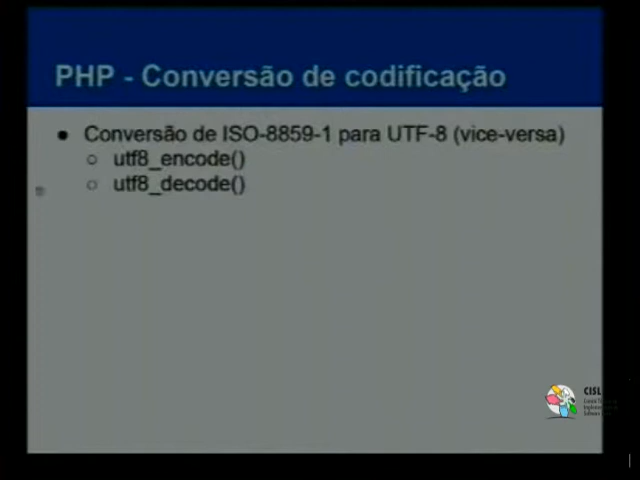 PHP - Conversão de codificação
● Conversão de ISO-8859-1 para UTF-8 (vice-versa)
○ utf8_encode()
○ utf8_decode()
CISL